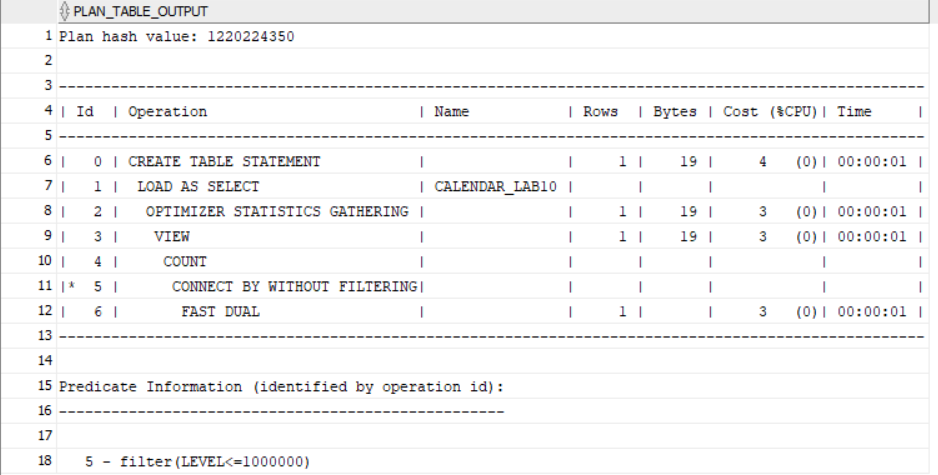 PLAN_TABLE_OUTPUT
1 Plan hash value: 1220224350
2
3 --------------------------------------------------------------------------------------------------
4 | Id  | Operation                        | Name           | Rows  | Bytes | Cost (%CPU)| Time     |
5 --------------------------------------------------------------------------------------------------
6 |   0 | CREATE TABLE STATEMENT           |                |     1 |    19 |     4   (0)| 00:00:01 |
7 |   1 |  LOAD AS SELECT                  | CALENDAR_LAB10 |       |       |            |          |
8 |   2 |   OPTIMIZER STATISTICS GATHERING |                |     1 |    19 |     3   (0)| 00:00:01 |
9 |   3 |    VIEW                          |                |     1 |    19 |     3   (0)| 00:00:01 |
10 |   4 |     COUNT                        |                |       |       |            |          |
11 |*  5 |      CONNECT BY WITHOUT FILTERING|                |       |       |            |          |
12 |   6 |       FAST DUAL                  |                |     1 |       |     3   (0)| 00:00:01 |
13 --------------------------------------------------------------------------------------------------
14
15 Predicate Information (identified by operation id):
16 ---------------------------------------------------
17
18    5 - filter(LEVEL<=1000000)